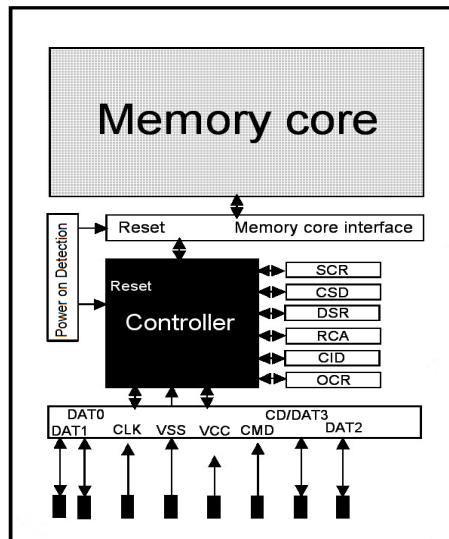 Memory core
Reset Memory core interface
Power on Detection
Reset
Controller
SCR
CSD
DSR
RCA
CID
OCR
DAT0 CD/DAT3
DAT1 CLK VSS VCC CMD DAT2